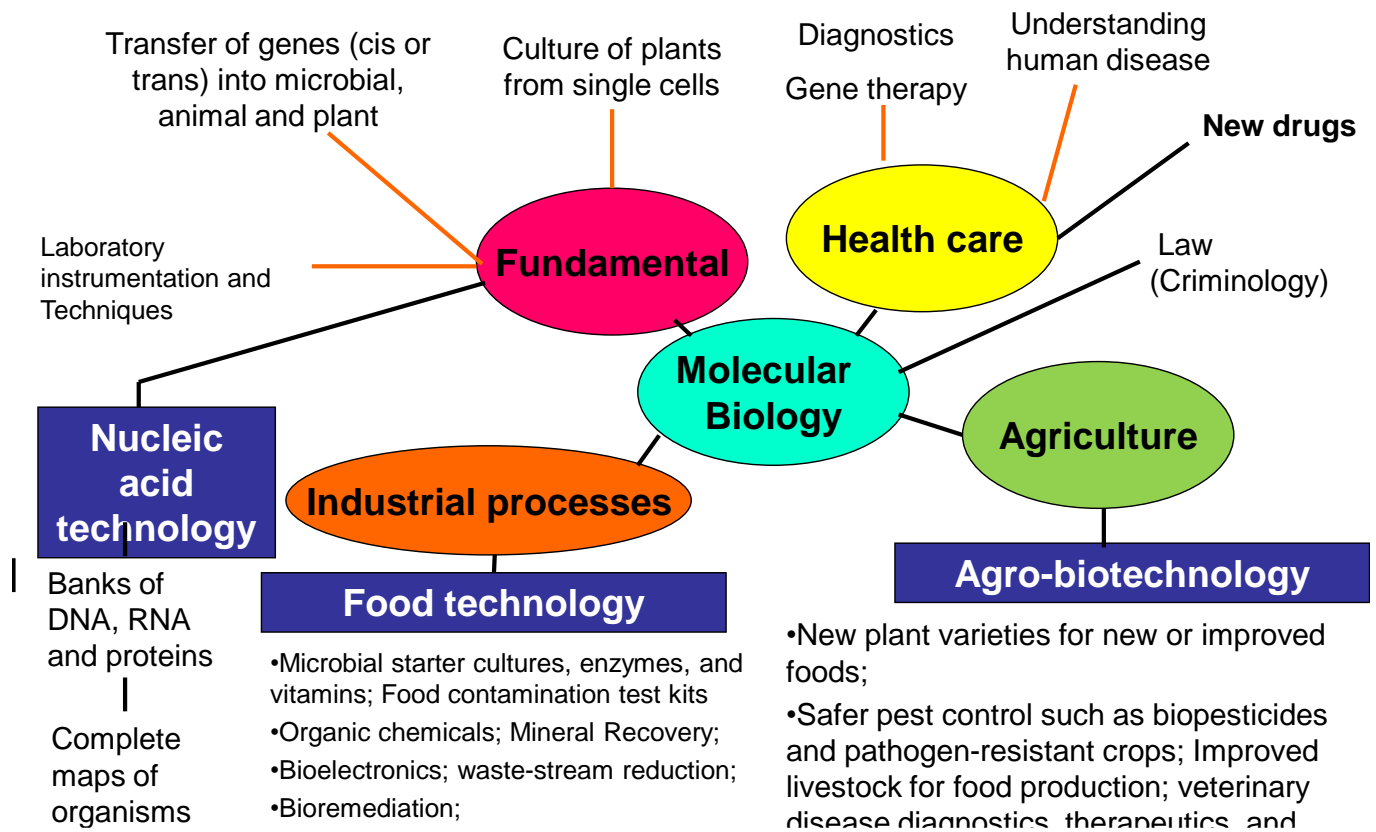 Transfer of genes (cis or
trans) into microbial,
animal and plant
Culture of plants
from single cells
Diagnostics
Gene therapy
Understanding
human disease
New drugs
Laboratory
instrumentation and
Techniques
Fundamental
Health care
Law
(Criminology)
Molecular
Biology
Agriculture
Nucleic
acid
technology
Industrial processes
Banks of
DNA, RNA
and proteins
Complete
maps of
organisms
Food technology
•Microbial starter cultures, enzymes, and
vitamins; Food contamination test kits
•Organic chemicals; Mineral Recovery;
•Bioelectronics; waste-stream reduction;
•Bioremediation;
Agro-biotechnology
•New plant varieties for new or improved
foods;
•Safer pest control such as biopesticides
and pathogen-resistant crops; Improved
livestock for food production; veterinary
disease diagnostics, therapeutics, and